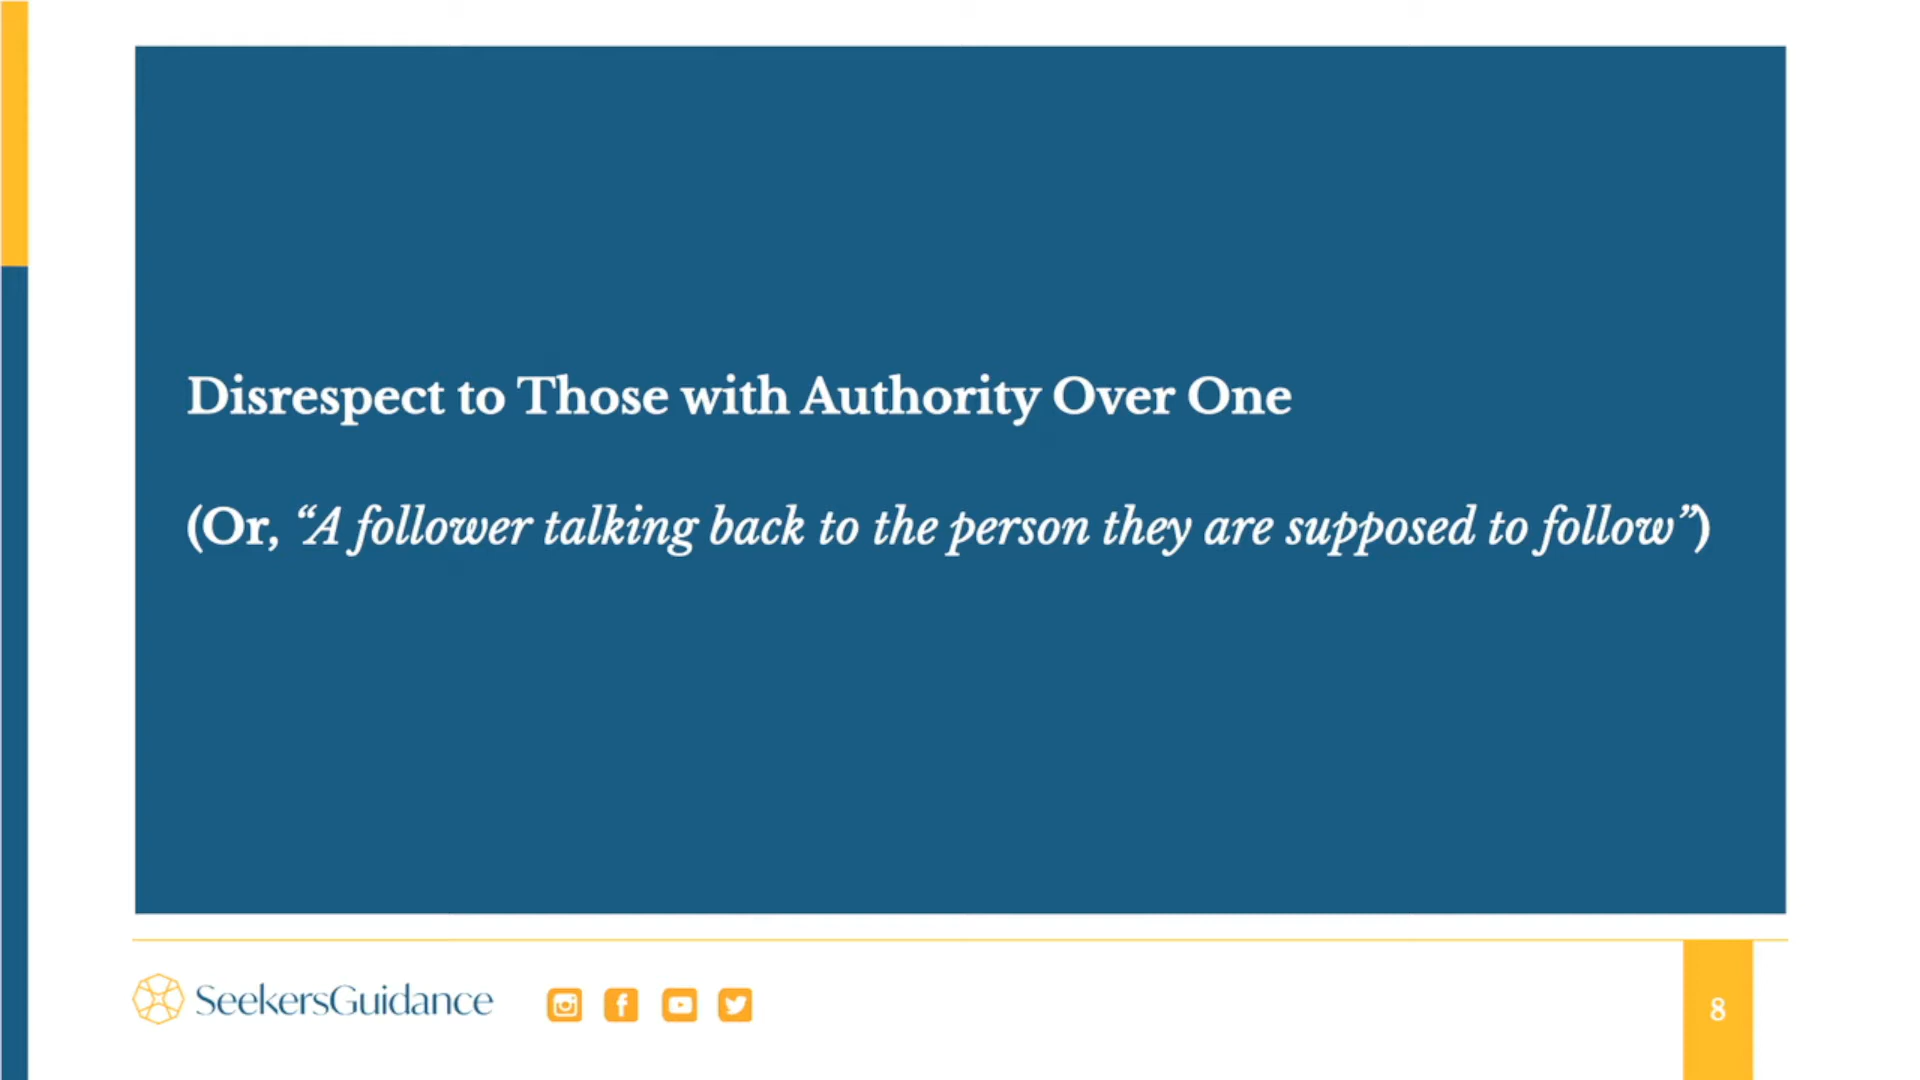 Disrespect to Those with Authority Over One
(Or, “A follower talking back to the person they are supposed to follow”)
SeekersGuidance
8